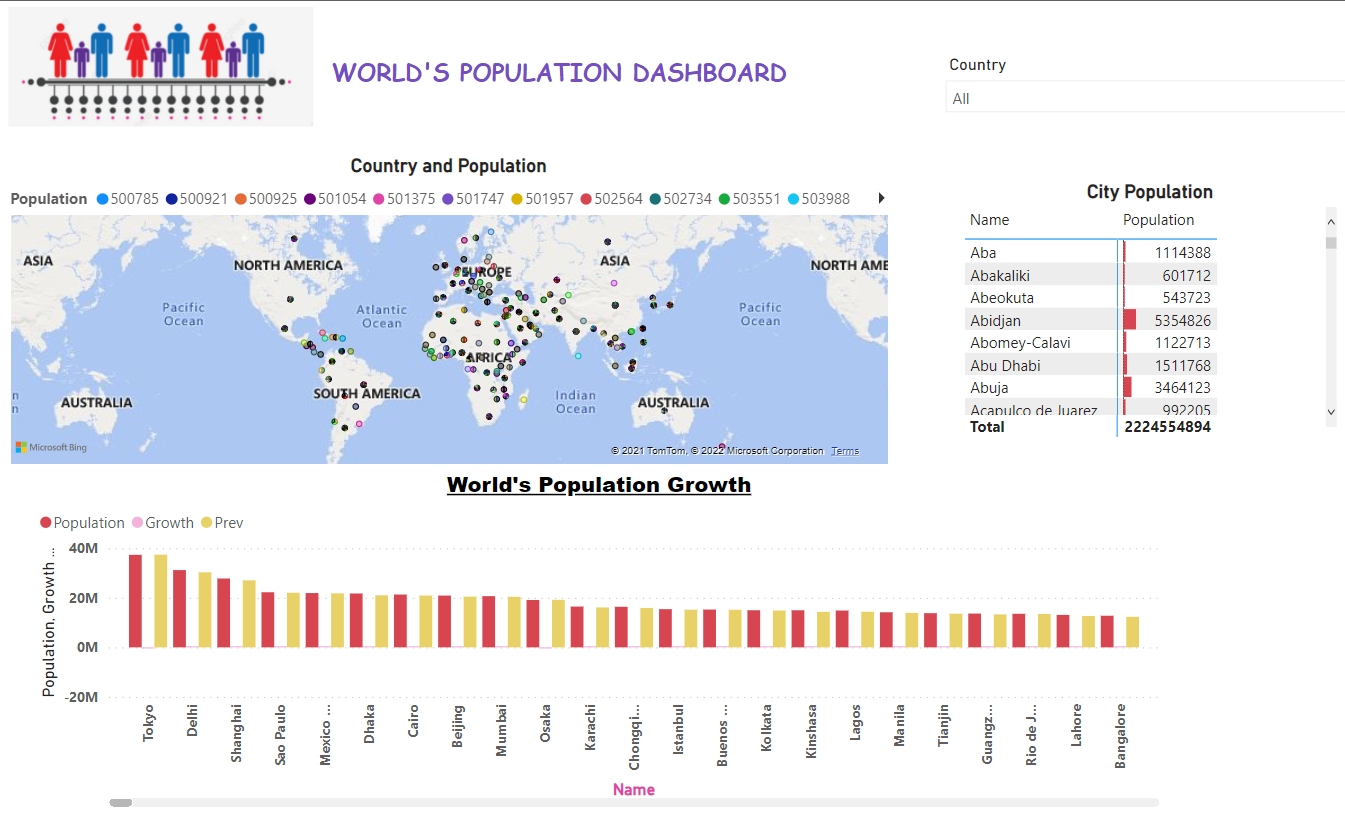 WORLD'S POPULATION DASHBOARD
Country
All
Country and Population
Population 500785 500921 500925 501054 501375 501747 501957 502564 502734 503551 503988
ASIA
NORTH AMERICA
EUROPE
ASIA
NORTH AME
Pacific
Ocean
Atlantic
Ocean
Pacific
Ocean
AFRICA
SOUTH AMERICA
Indian
Ocean
n
n
AUSTRALIA
AUSTRALIA
Microsoft Bing
© 2021 TomTom, © 2022 Microsoft Corporation Terms
City Population
Name Population
Aba 1114388
Abakaliki 601712
Abeokuta 543723
Abidjan 5354826
Abomey-Calavi 1122713
Abu Dhabi 1511768
Abuja 3464123
Acapulco de Juarez 992205
Total 2224554894
World's Population Growth
Population Growth Prev
Population, Growth ...
40M
20M
0M
-20M
Tokyo
Delhi
Shanghai
Sao Paulo
Mexico ...
Dhaka
Cairo
Beijing
Mumbai
Osaka
Karachi
Chongqi...
Istanbul
Buenos ...
Kolkata
Kinshasa
Lagos
Manila
Tianjin
Guangz...
Rio de J...
Lahore
Bangalore
Name